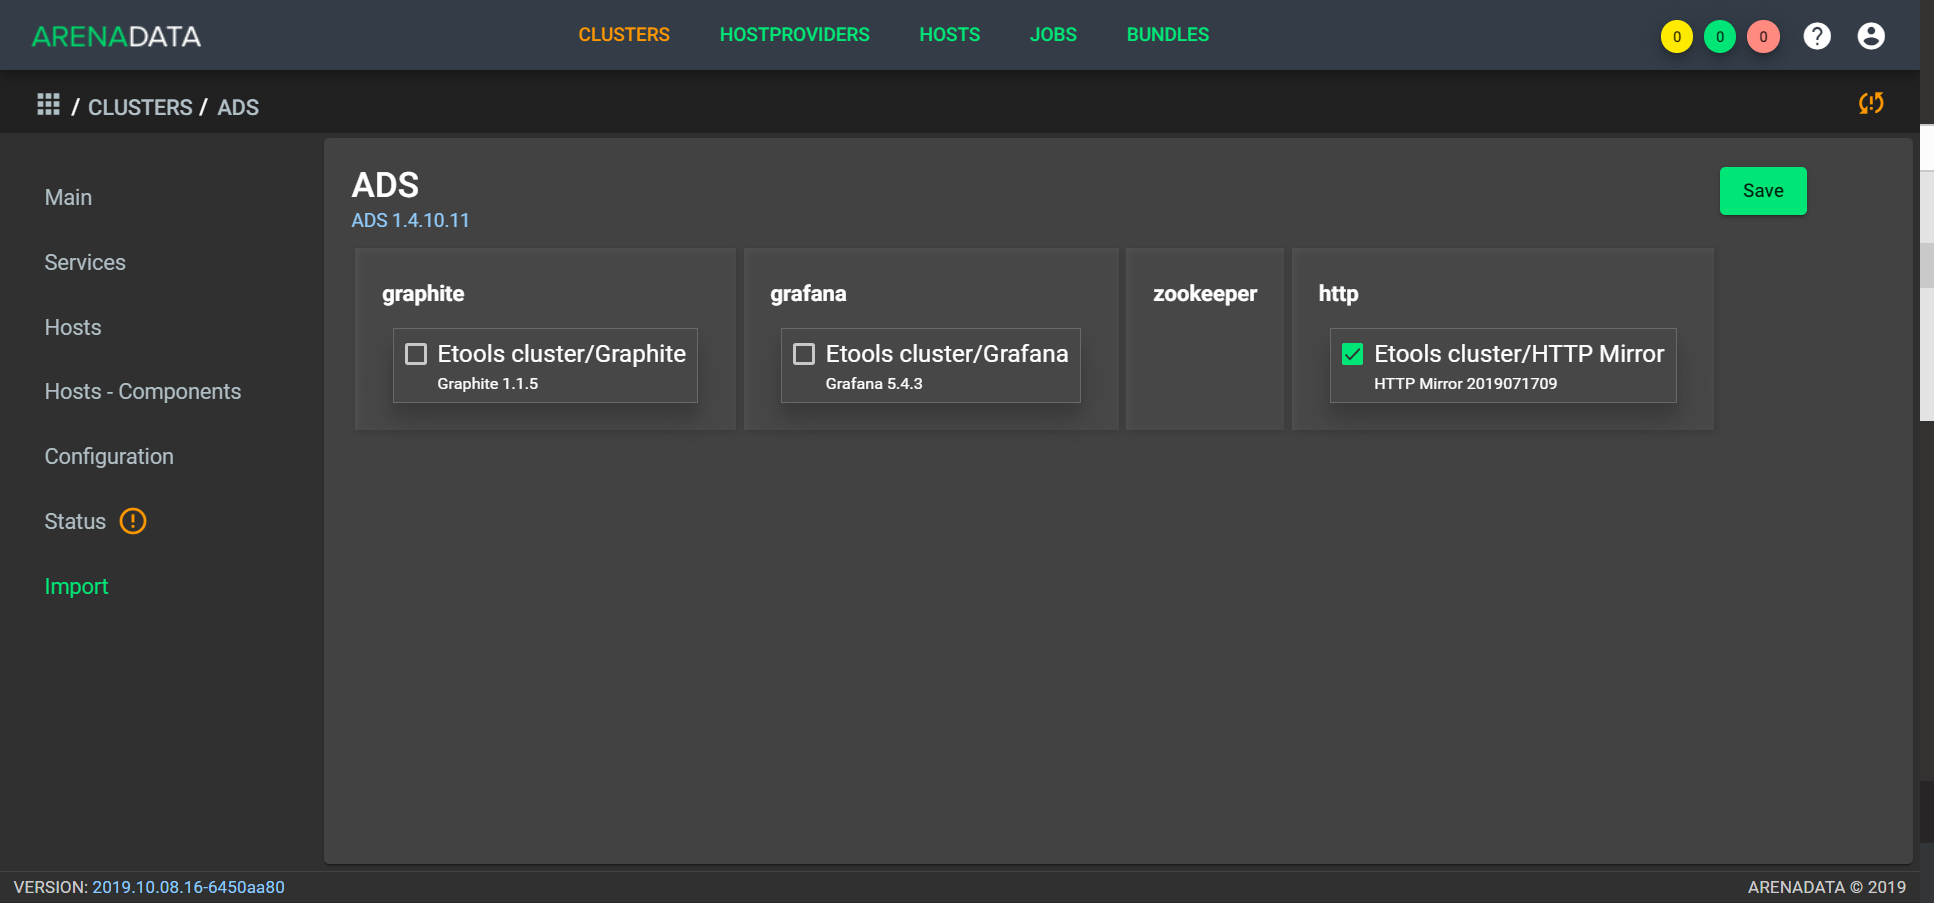 ARENADATA CLUSTERS HOSTPROVIDERS HOSTS JOBS BUNDLES 0 0 0 ?
/ CLUSTERS / ADS
Main
Services
Hosts
Hosts - Components
Configuration
Status
Import
ADS
Save
ADS 1.4.10.11
graphite
Etools cluster/Graphite
Graphite 1.1.5
grafana
Etools cluster/Grafana
Grafana 5.4.3
zookeeper
http
Etools cluster/HTTP Mirror
HTTP Mirror 2019071709
VERSION: 2019.10.08.16-6450aa80
ARENADATA © 2019